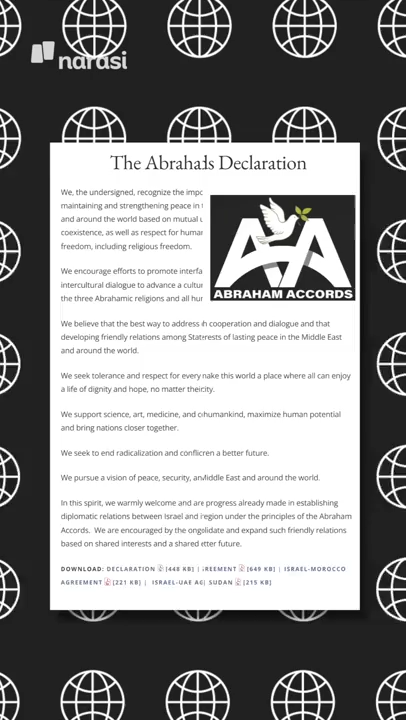 narasi
The Abrahads Declaration
We, the undersigned, recognize the impo
maintaining and strengthening peace in t
and around the world based on mutual u
coexistence, as well as respect for human
freedom, including religious freedom.
ABRAHAM ACCORDS
We encourage efforts to promote interfa
intercultural dialogue to advance a cultur
the three Abrahamic religions and all hu
We believe that the best way to address cooperation and dialogue and that
developing friendly relations among States rests of lasting peace in the Middle East
and around the world.
We seek tolerance and respect for every make this world a place where all can enjoy
a life of dignity and hope, no matter their
We support science, art, medicine, and humankind, maximize human potential
and bring nations closer together.
We seek to end radicalization and conflic a better future.
We pursue a vision of peace, security, an Middle East and around the world.
In this spirit, we warmly welcome and are progress already made in establishing
diplomatic relations between Israel and region under the principles of the Abraham
Accords. We are encouraged by the ongo and expand such friendly relations
based on shared interests and a shared future.
DOWNLOAD: DECLARATION [448 KB] | REEMENT [649 KB] | ISRAEL-MOROCCO
AGREEMENT [221 KB] | ISRAEL-UAE AG SUDAN [215 KB]